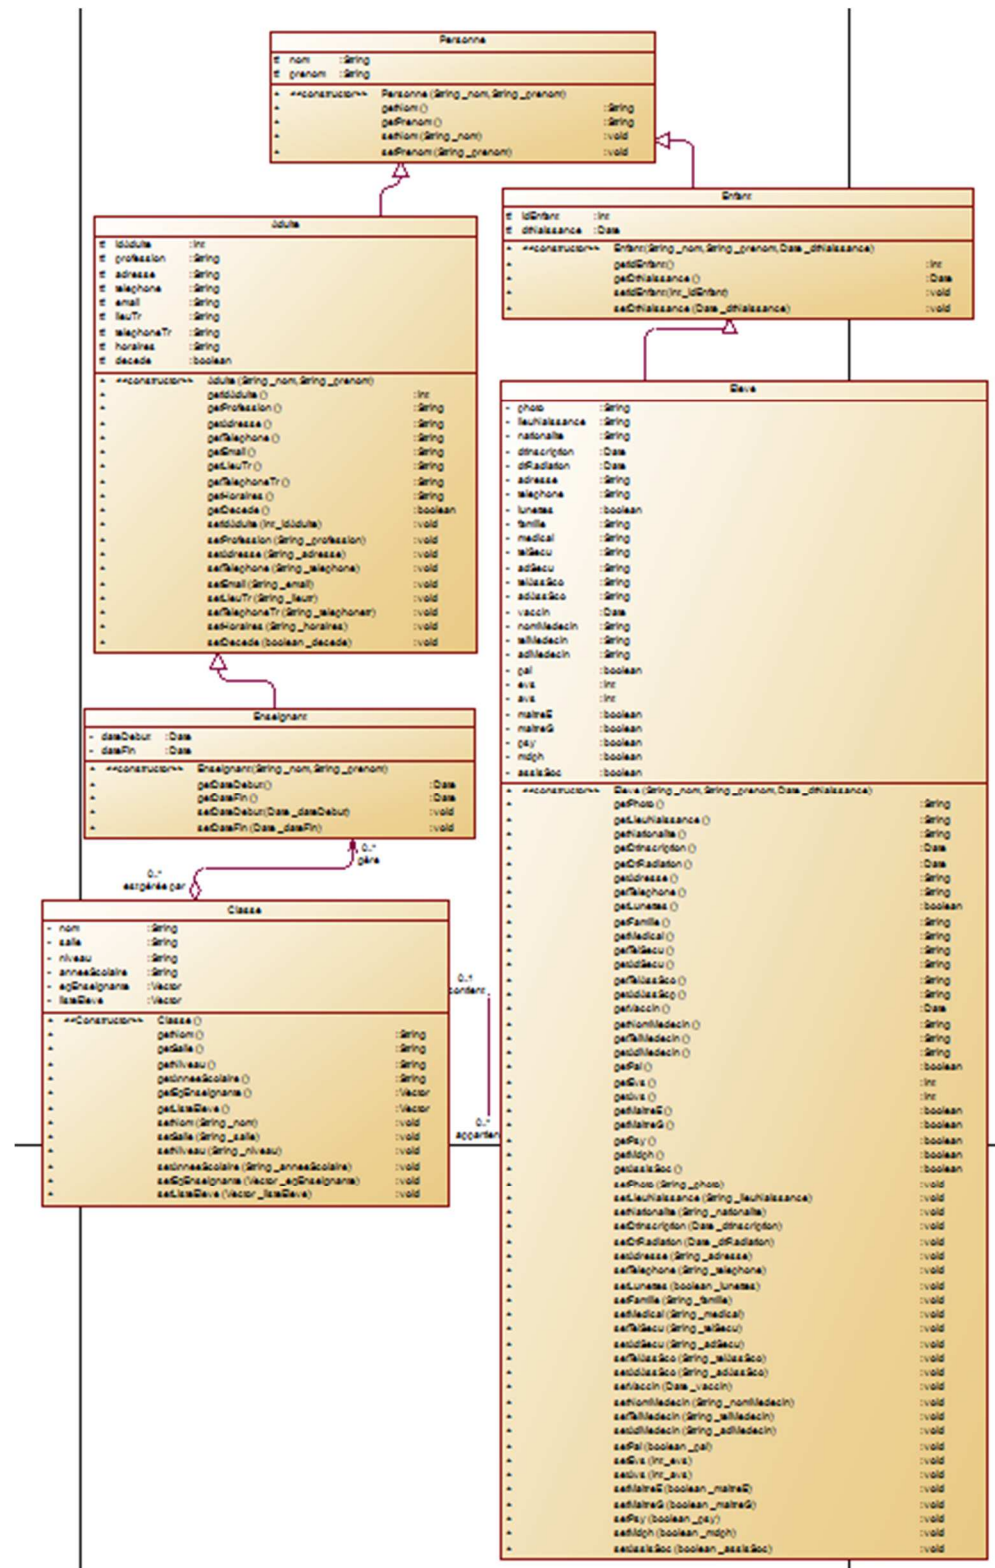 Personne
# nom :String
# prenom :String
+ <<constructor>> Personne (String _nom, String _prenom)
+ getNom () :String
+ getPrenom () :String
+ setNom (String _nom) :void
+ setPrenom (String _prenom) :void
Adulte
# idAdulte :int
# profession :String
# adresse :String
# telephone :String
# email :String
# lieuTr :String
# telephoneTr :String
# horaires :String
# decede :boolean
+ <<constructor>> Adulte (String _nom, String _prenom)
+ getIdAdulte () :int
+ getProfession () :String
+ getAdresse () :String
+ getTelephone () :String
+ getEmail () :String
+ getLieuTr () :String
+ getTelephoneTr () :String
+ getHoraires () :String
+ getDecede () :boolean
+ setIdAdulte (int _idAdulte) :void
+ setProfession (String _profession) :void
+ setAdresse (String _adresse) :void
+ setTelephone (String _telephone) :void
+ setEmail (String _email) :void
+ setLieuTr (String _lieutr) :void
+ setTelephoneTr (String _telephonetr) :void
+ setHoraires (String _horaires) :void
+ setDecede (boolean _decede) :void
Enfant
# idEnfant :int
# dtNaissance :Date
+ <<constructor>> Enfant (String _nom, String _prenom, Date _dtNaissance)
+ getIdEnfant () :int
+ getDtNaissance () :Date
+ setIdEnfant (int _idEnfant) :void
+ setDtNaissance (Date _dtNaissance) :void
Enseignant
- dateDebut :Date
- dateFin :Date
+ <<constructor>> Enseignant (String _nom, String _prenom)
+ getDateDebut () :Date
+ getDateFin () :Date
+ setDateDebut (Date _dateDebut) :void
+ setDateFin (Date _dateFin) :void
0..*
gère
0..*
est gérée par
Classe
- nom :String
- salle :String
- niveau :String
- anneeScolaire :String
- egEnseignante :Vector
- listeEleve :Vector
+ <<Constructor>> Classe ()
+ getNom () :String
+ getSalle () :String
+ getNiveau () :String
+ getAnneeScolaire () :String
+ getEgEnseignante () :Vector
+ getListeEleve () :Vector
+ setNom (String _nom) :void
+ setSalle (String _salle) :void
+ setNiveau (String _niveau) :void
+ setAnneeScolaire (String _anneeScolaire) :void
+ setEgEnseignante (Vector _egEnseignante) :void
+ setListeEleve (Vector _listeEleve) :void
0..1
contient
0..*
appartient
Eleve
- photo :String
- lieuNaissance :String
- nationalite :String
- dtInscription :Date
- dtRadiation :Date
- adresse :String
- telephone :String
- lunettes :boolean
- famille :String
- medical :String
- telSecu :String
- adSecu :String
- telAssSco :String
- adAssSco :String
- vaccin :Date
- nomMedecin :String
- telMedecin :String
- adMedecin :String
- pai :boolean
- evs :int
- avs :int
- maitreE :boolean
- maitreG :boolean
- psy :boolean
- mdph :boolean
- assisSoc :boolean
+ <<constructor>> Eleve (String _nom, String _prenom, Date _dtNaissance)
+ getPhoto () :String
+ getLieuNaissance () :String
+ getNationalite () :String
+ getDtInscription () :Date
+ getDtRadiation () :Date
+ getAdresse () :String
+ getTelephone () :String
+ getLunettes () :boolean
+ getFamille () :String
+ getMedical () :String
+ getTelSecu () :String
+ getAdSecu () :String
+ getTelAssSco () :String
+ getAdAssSco () :String
+ getVaccin () :Date
+ getNomMedecin () :String
+ getTelMedecin () :String
+ getAdMedecin () :String
+ getPai () :boolean
+ getEvs () :int
+ getAvs () :int
+ getMaitreE () :boolean
+ getMaitreG () :boolean
+ getPsy () :boolean
+ getMdph () :boolean
+ getAssisSoc () :boolean
+ setPhoto (String _photo) :void
+ setLieuNaissance (String _lieuNaissance) :void
+ setNationalite (String _nationalite) :void
+ setDtInscription (Date _dtInscription) :void
+ setDtRadiation (Date _dtRadiation) :void
+ setAdresse (String _adresse) :void
+ setTelephone (String _telephone) :void
+ setLunettes (boolean _lunettes) :void
+ setFamille (String _famille) :void
+ setMedical (String _medical) :void
+ setTelSecu (String _telSecu) :void
+ setAdSecu (String _adSecu) :void
+ setTelAssSco (String _telAssSco) :void
+ setAdAssSco (String _adAssSco) :void
+ setVaccin (Date _vaccin) :void
+ setNomMedecin (String _nomMedecin) :void
+ setTelMedecin (String _telMedecin) :void
+ setAdMedecin (String _adMedecin) :void
+ setPai (boolean _pai) :void
+ setEvs (int _evs) :void
+ setAvs (int _avs) :void
+ setMaitreE (boolean _maitreE) :void
+ setMaitreG (boolean _maitreG) :void
+ setPsy (boolean _psy) :void
+ setMdph (boolean _mdph) :void
+ setAssisSoc (boolean _assisSoc) :void